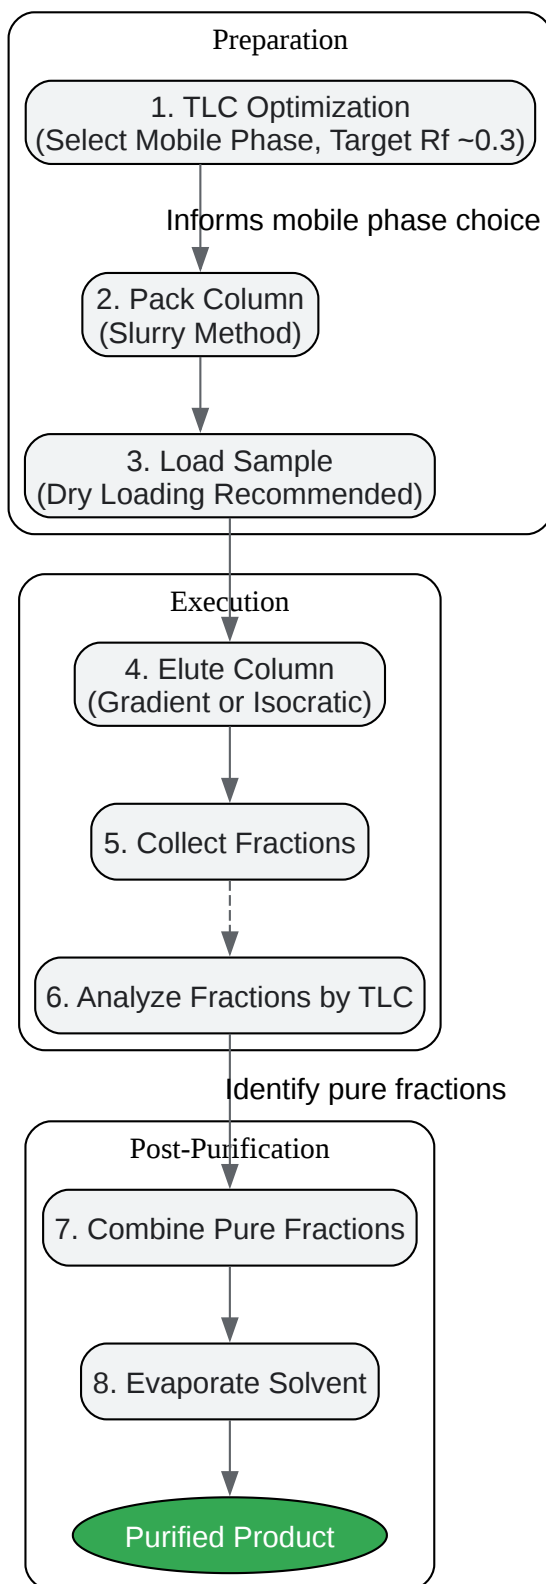 Preparation
1. TLC Optimization
(Select Mobile Phase, Target Rf ~0.3)
Informs mobile phase choice
2. Pack Column
(Slurry Method)
3. Load Sample
(Dry Loading Recommended)
Execution
4. Elute Column
(Gradient or Isocratic)
5. Collect Fractions
6. Analyze Fractions by TLC
Identify pure fractions
Post-Purification
7. Combine Pure Fractions
8. Evaporate Solvent
Purified Product